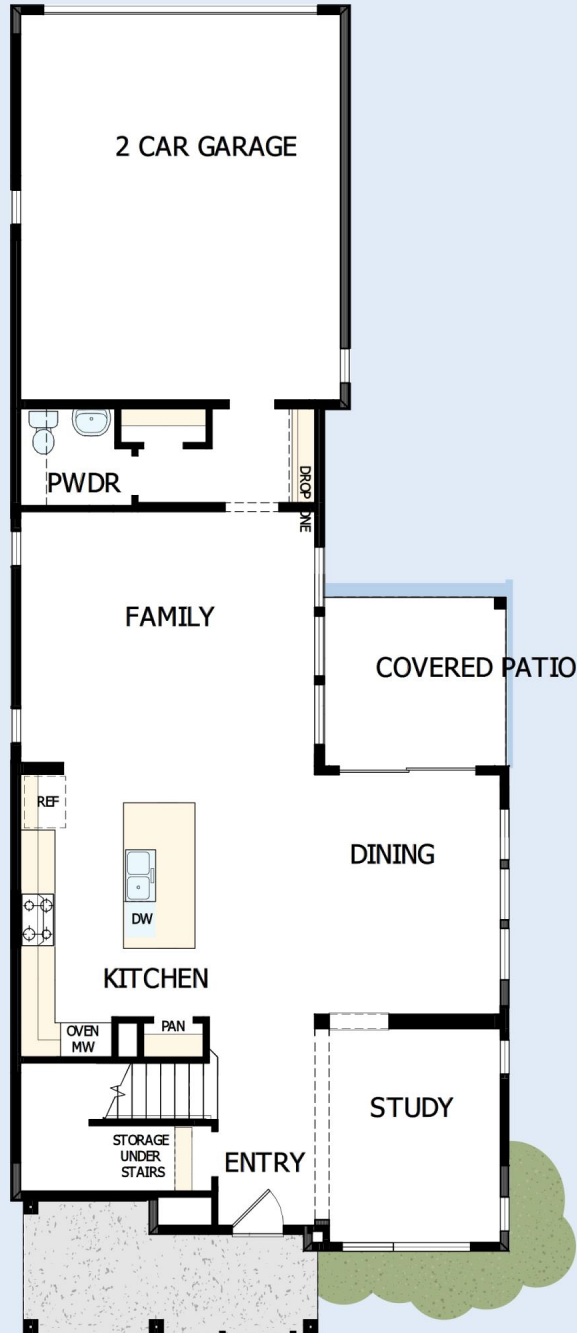 2 CAR GARAGE
PWDR
DROP
FAMILY
COVERED PATIO
REF
DINING
DW
KITCHEN
OVEN
MW
PAN
STUDY
STORAGE
UNDER
STAIRS
ENTRY